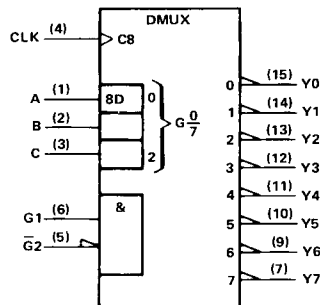 DMUX
CLK (4) C8
A (1) 8D 0
B (2)
C (3) 2
G 0/7
G1 (6) &
G̅2 (5)
0 (15) Y0
1 (14) Y1
2 (13) Y2
3 (12) Y3
4 (11) Y4
5 (10) Y5
6 (9) Y6
7 (7) Y7